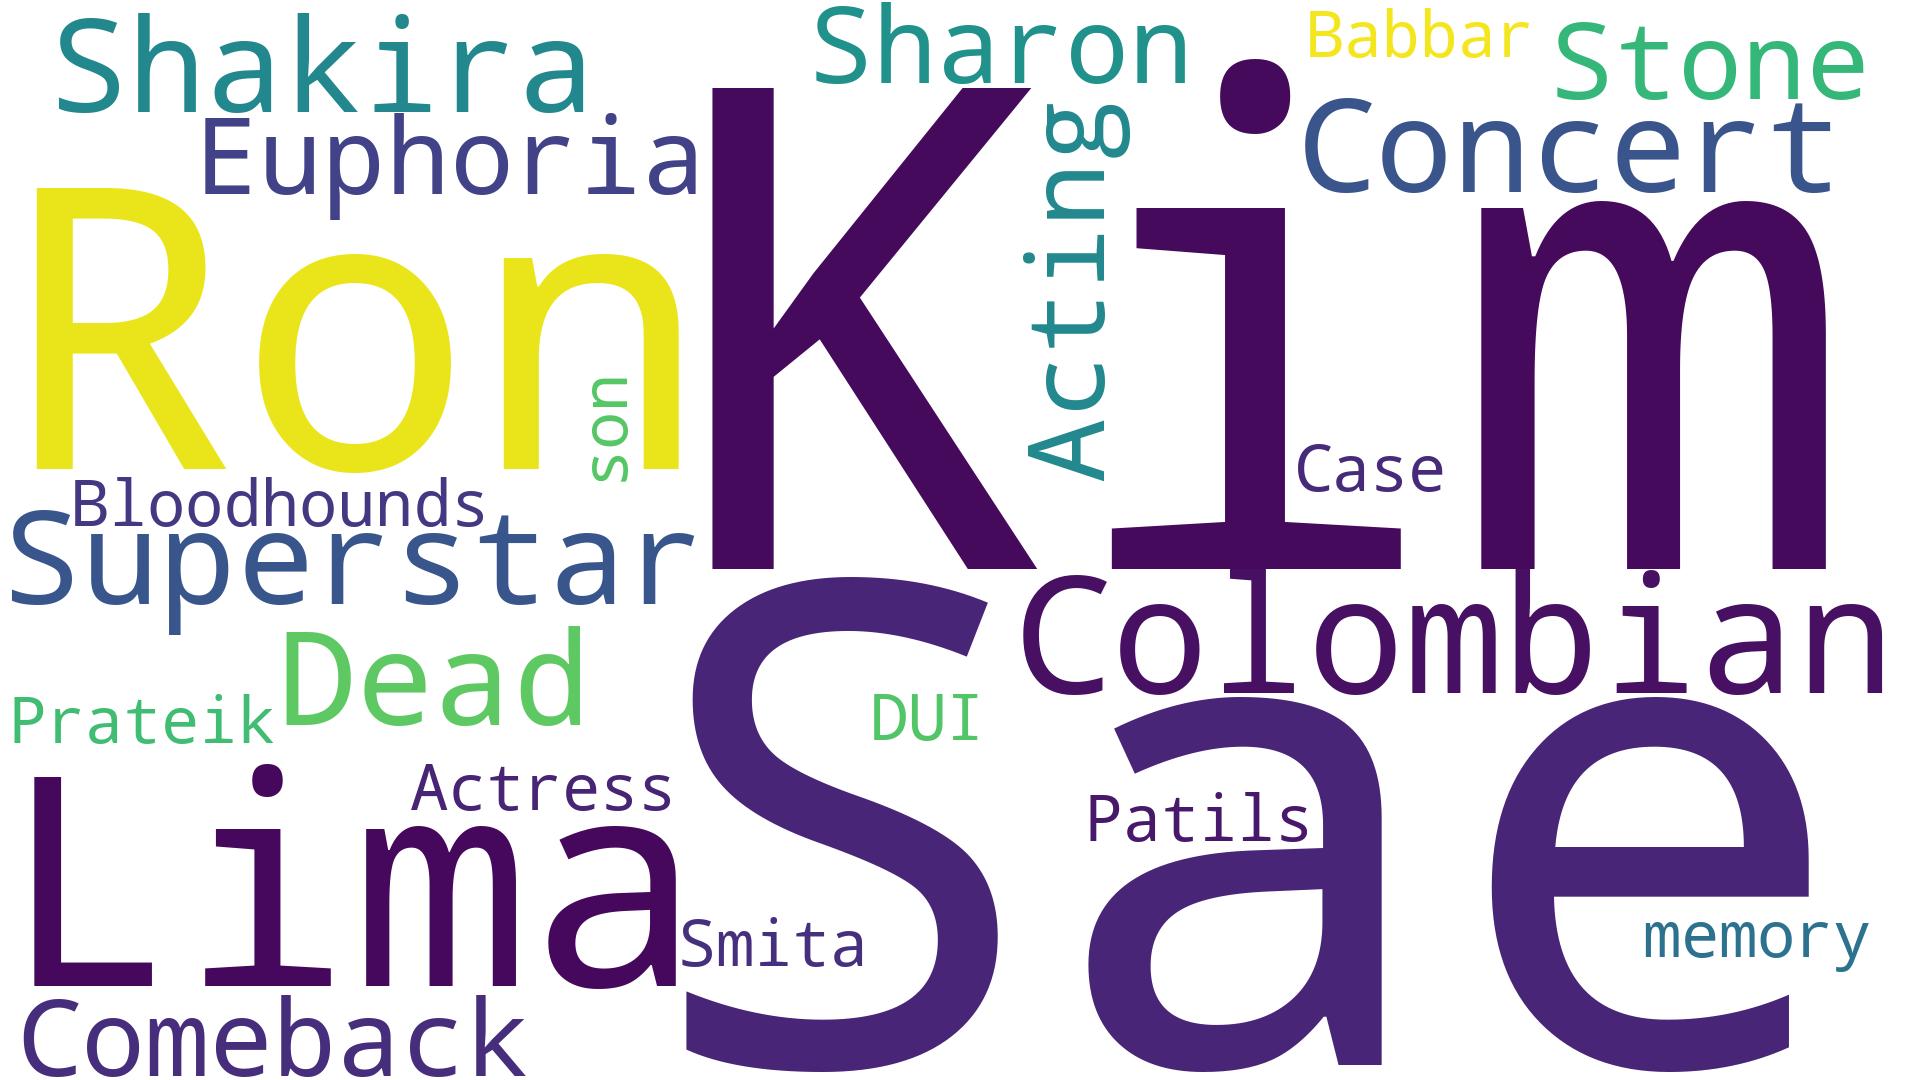 Shakira
Sharon
Babbar
Stone
Euphoria
Concert
Ron
Kim
Acting
son
Case
Bloodhounds
Superstar
Colombian
Dead
Sae
DUI
Prateik
Lima
Actress
Patils
Smita
memory
Comeback